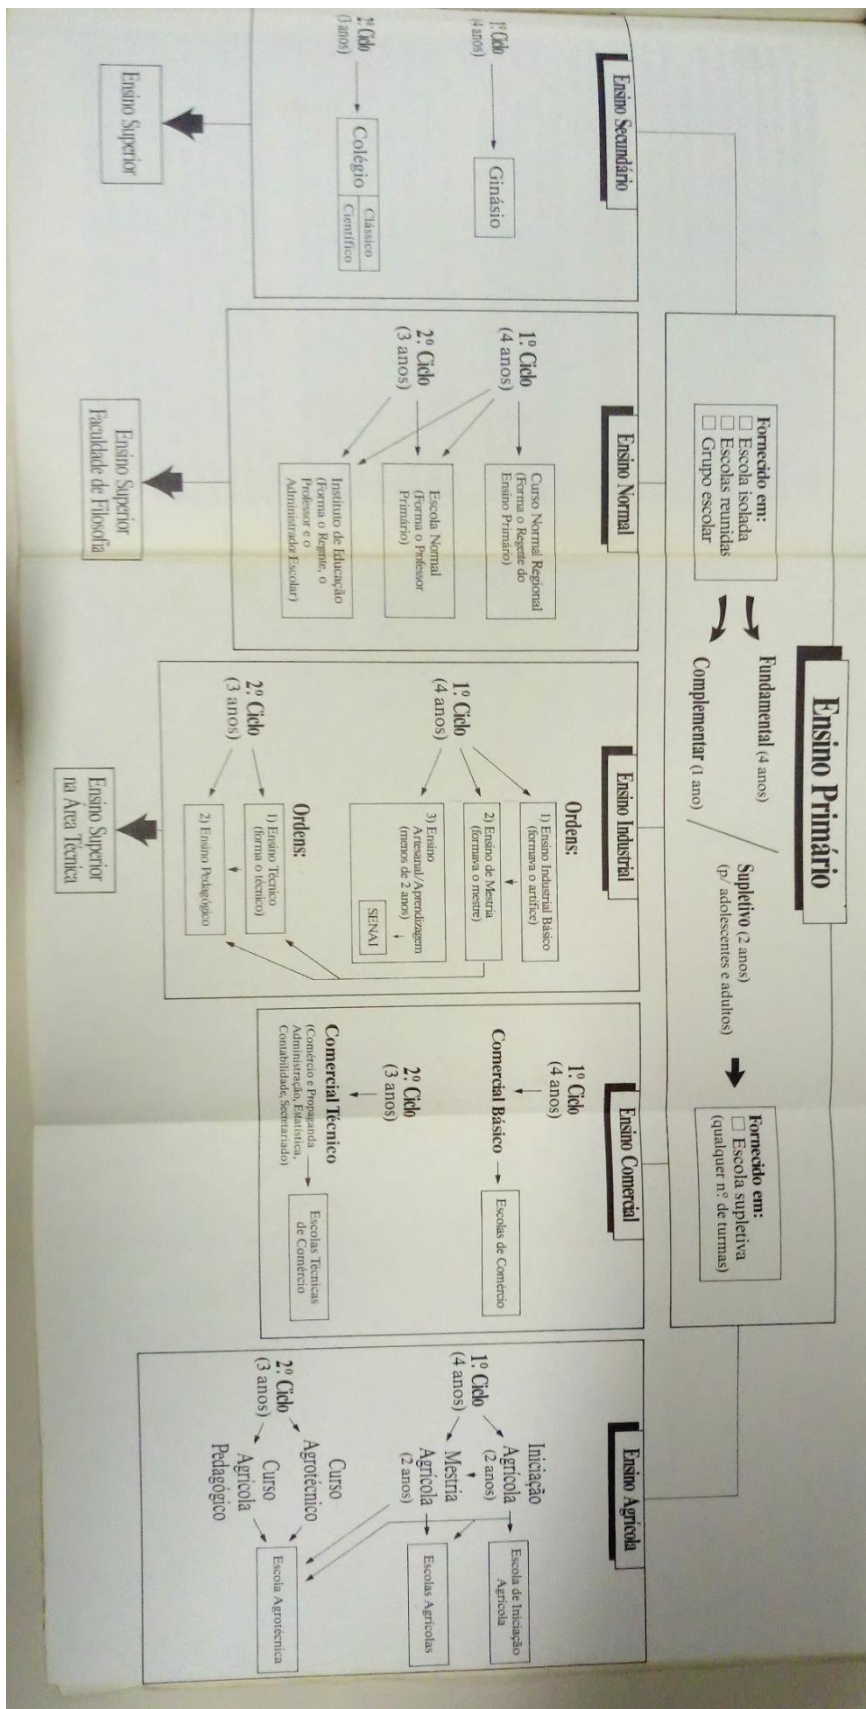 Ensino Primário
Fornecido em:
☐ Escola isolada
☐ Escolas reunidas
☐ Grupo escolar
Fundamental (4 anos)
Complementar (1 ano)
Supletivo (2 anos)
(p/ adolescentes e adultos)
Fornecido em:
☐ Escola supletiva
(qualquer nº. de turmas)
Ensino Secundário
1º. Ciclo
(4 anos)
Ginásio
2º. Ciclo
(3 anos)
Colégio
Clássico
Científico
Ensino Superior
Ensino Normal
1º. Ciclo
(4 anos)
Curso Normal Regional
(Forma o Regente do
Ensino Primário)
2º. Ciclo
(3 anos)
Escola Normal
(Forma o Professor
Primário)
Instituto de Educação
(Forma o Regente, o
Professor e o
Administrador Escolar)
Ensino Superior
Faculdade de Filosofia
Ensino Industrial
Ordens:
1º. Ciclo
(4 anos)
1) Ensino Industrial Básico
(formava o artífice)
2) Ensino de Mestria
(formava o mestre)
3) Ensino
Artesanal/Aprendizagem
(menos de 2 anos)
SENAI
Ordens:
2º. Ciclo
(3 anos)
1) Ensino Técnico
(forma o técnico)
2) Ensino Pedagógico
Ensino Superior
na Área Técnica
Ensino Comercial
1º. Ciclo
(4 anos)
Comercial Básico
Escolas de Comércio
2º. Ciclo
(3 anos)
Comercial Técnico
(Comércio e Propaganda
Administração, Estatística,
Contabilidade, Secretariado)
Escolas Técnicas
de Comércio
Ensino Agrícola
1º. Ciclo
(4 anos)
Iniciação
Agrícola
(2 anos)
Escola de Iniciação
Agrícola
Mestria
Agrícola
(2 anos)
Escolas Agrícolas
2º. Ciclo
(3 anos)
Curso
Agrotécnico
Curso
Agrícola
Pedagógico
Escola Agrotécnica